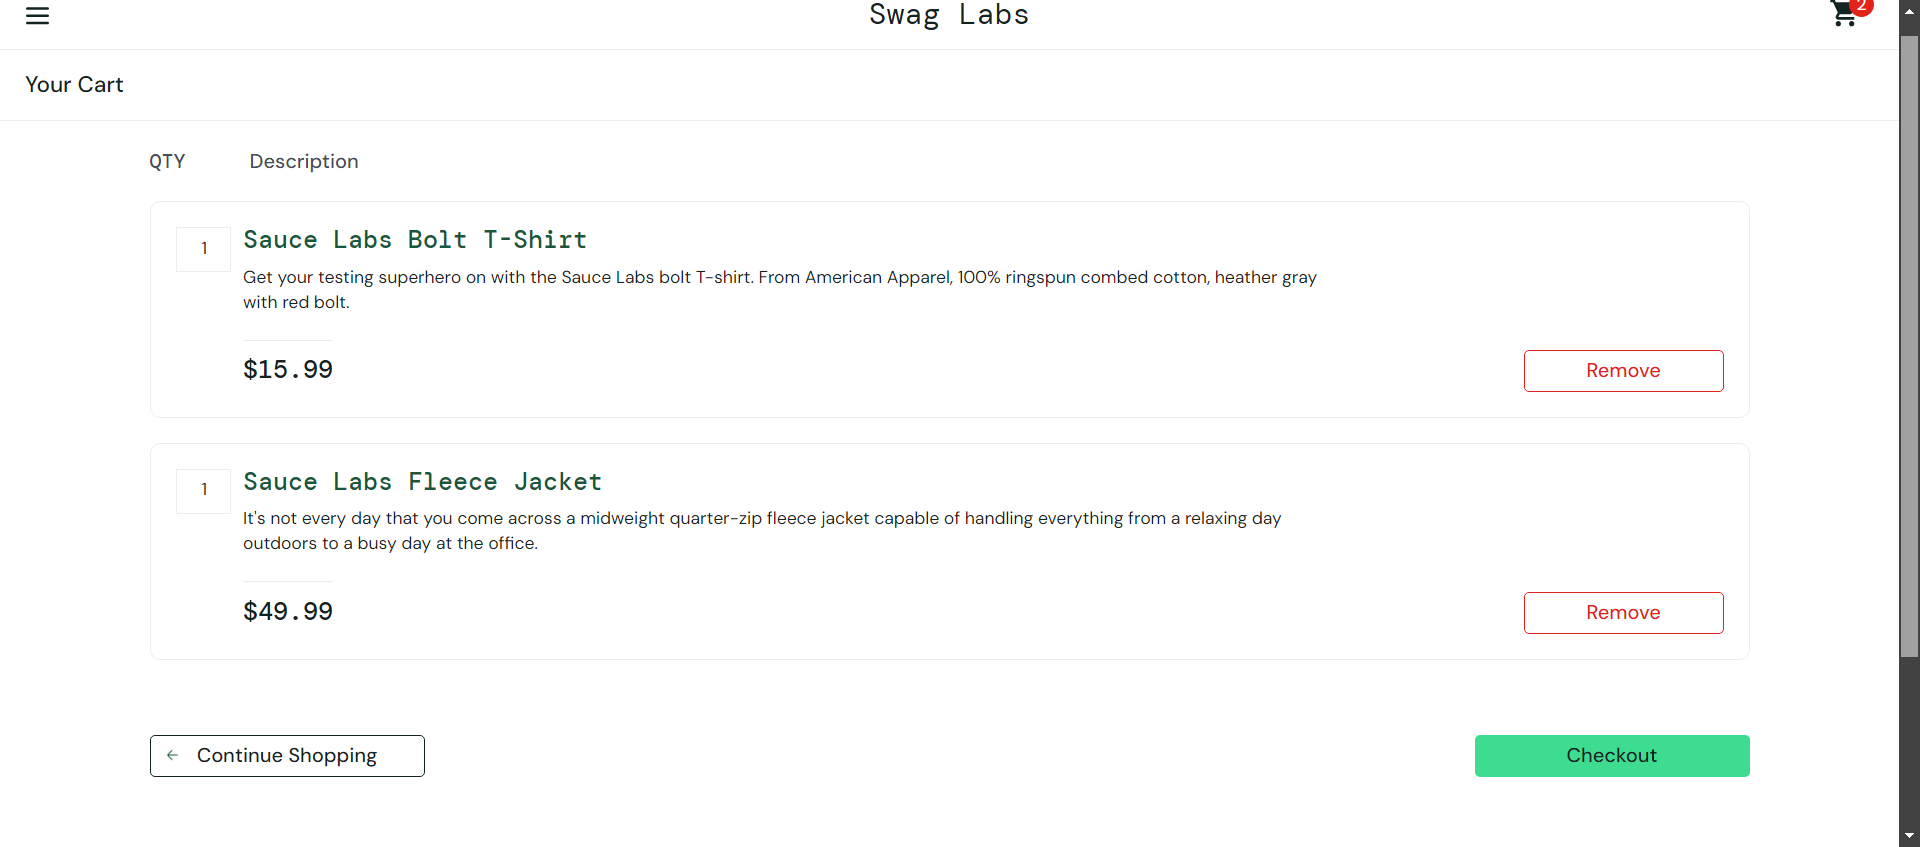 Swag Labs
2
Your Cart
QTY Description
1
Sauce Labs Bolt T-Shirt
Get your testing superhero on with the Sauce Labs bolt T-shirt. From American Apparel, 100% ringspun combed cotton, heather gray
with red bolt.
$15.99
Remove
1
Sauce Labs Fleece Jacket
It's not every day that you come across a midweight quarter-zip fleece jacket capable of handling everything from a relaxing day
outdoors to a busy day at the office.
$49.99
Remove
Continue Shopping
Checkout